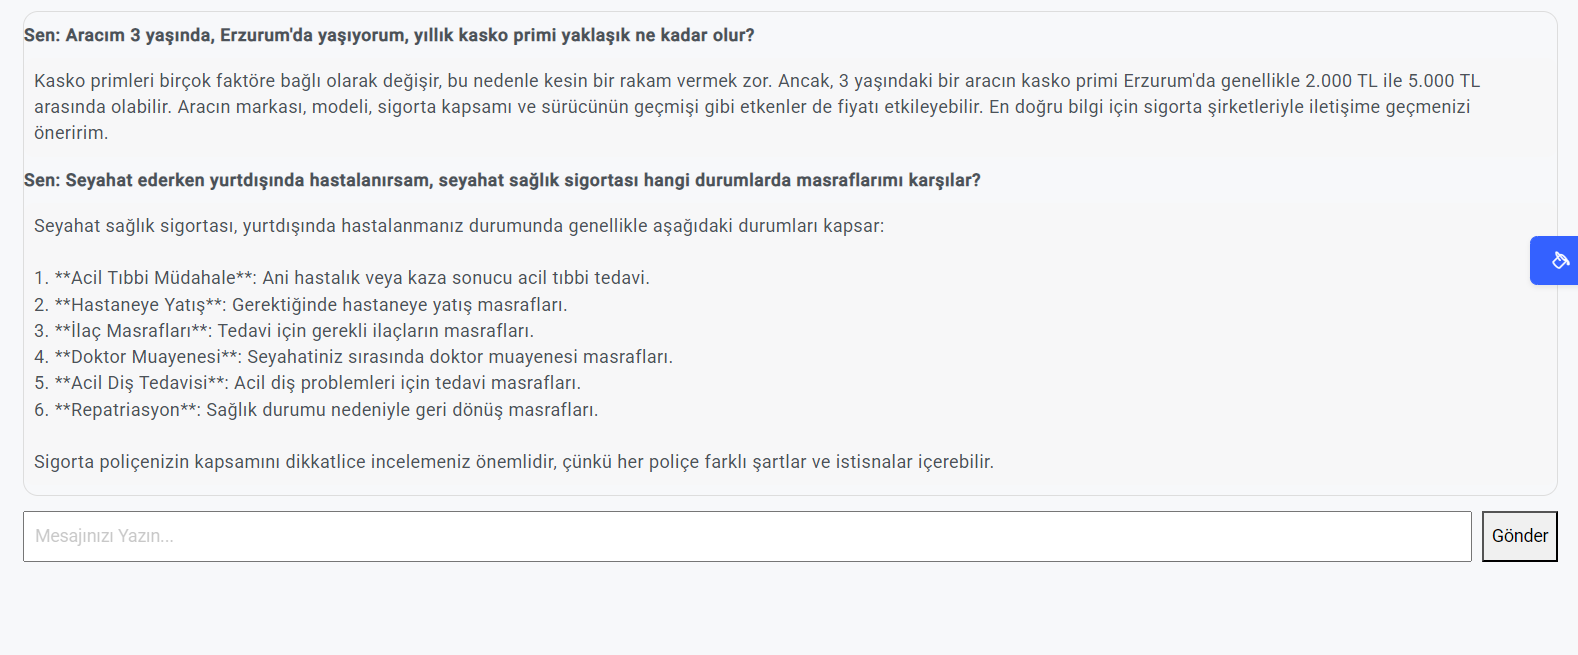 Sen: Aracım 3 yaşında, Erzurum'da yaşıyorum, yıllık kasko primi yaklaşık ne kadar olur?
Kasko primleri birçok faktöre bağlı olarak değişir, bu nedenle kesin bir rakam vermek zor. Ancak, 3 yaşındaki bir aracın kasko primi Erzurum'da genellikle 2.000 TL ile 5.000 TL
arasında olabilir. Aracın markası, modeli, sigorta kapsamı ve sürücünün geçmişi gibi etkenler de fiyatı etkileyebilir. En doğru bilgi için sigorta şirketleriyle iletişime geçmenizi
öneririm.
Sen: Seyahat ederken yurtdışında hastalanırsam, seyahat sağlık sigortası hangi durumlarda masraflarımı karşılar?
Seyahat sağlık sigortası, yurtdışında hastalanmanız durumunda genellikle aşağıdaki durumları kapsar:
1. **Acil Tıbbi Müdahale**: Ani hastalık veya kaza sonucu acil tıbbi tedavi.
2. **Hastaneye Yatış**: Gerektiğinde hastaneye yatış masrafları.
3. **İlaç Masrafları**: Tedavi için gerekli ilaçların masrafları.
4. **Doktor Muayenesi**: Seyahatiniz sırasında doktor muayenesi masrafları.
5. **Acil Diş Tedavisi**: Acil diş problemleri için tedavi masrafları.
6. **Repatriasyon**: Sağlık durumu nedeniyle geri dönüş masrafları.
Sigorta poliçenizin kapsamını dikkatlice incelemeniz önemlidir, çünkü her poliçe farklı şartlar ve istisnalar içerebilir.
Mesajınızı Yazın...
Gönder